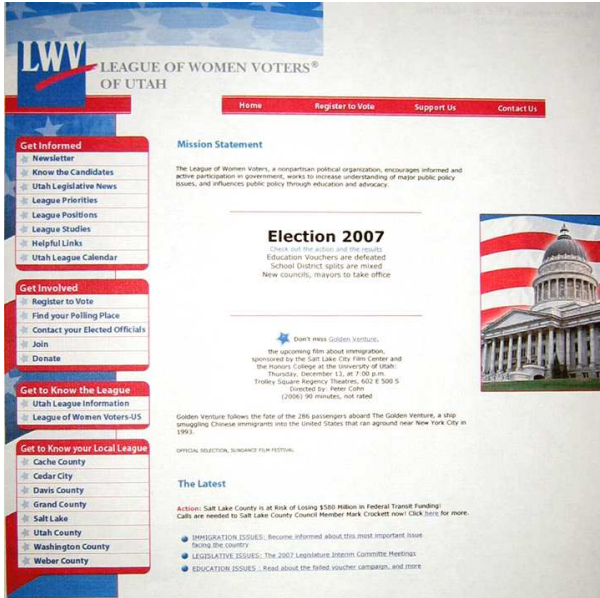 LWV
LEAGUE OF WOMEN VOTERS®
OF UTAH
Home Register to Vote Support Us Contact Us
Get Informed
Newsletter
Know the Candidates
Utah Legislative News
League Priorities
League Positions
League Studies
Helpful Links
Utah League Calendar
Get Involved
Register to Vote
Find your Polling Place
Contact your Elected Officials
Join
Donate
Get to Know the League
Utah League Information
League of Women Voters-US
Get to Know your Local League
Cache County
Cedar City
Davis County
Grand County
Salt Lake
Utah County
Washington County
Weber County
Mission Statement
The League of Women Voters, a nonpartisan political organization, encourages informed and
active participation in government, works to increase understanding of major public policy
issues, and influences public policy through education and advocacy.
Election 2007
Check out the action and the results
Education Vouchers are defeated
School District splits are mixed
New councils, mayors to take office
Don't miss Golden Venture,
the upcoming film about immigration,
sponsored by the Salt Lake City Film Center and
the Honors College at the University of Utah:
Thursday, December 13, at 7:00 p.m.
Trolley Square Regency Theatres, 602 E 500 S
Directed by: Peter Cohn
(2006) 90 minutes, not rated
Golden Venture follows the fate of the 286 passengers aboard The Golden Venture, a ship
smuggling Chinese immigrants into the United States that ran aground near New York City in
1993.
OFFICIAL SELECTION, SUNDANCE FILM FESTIVAL
The Latest
Action: Salt Lake County is at Risk of Losing $580 Million in Federal Transit Funding!
Calls are needed to Salt Lake County Council Member Mark Crockett now! Click here for more.
IMMIGRATION ISSUES: Become informed about this most important issue
facing the country
LEGISLATIVE ISSUES: The 2007 Legislature Interim Committe Meetings
EDUCATION ISSUES : Read about the failed voucher campaign, and more